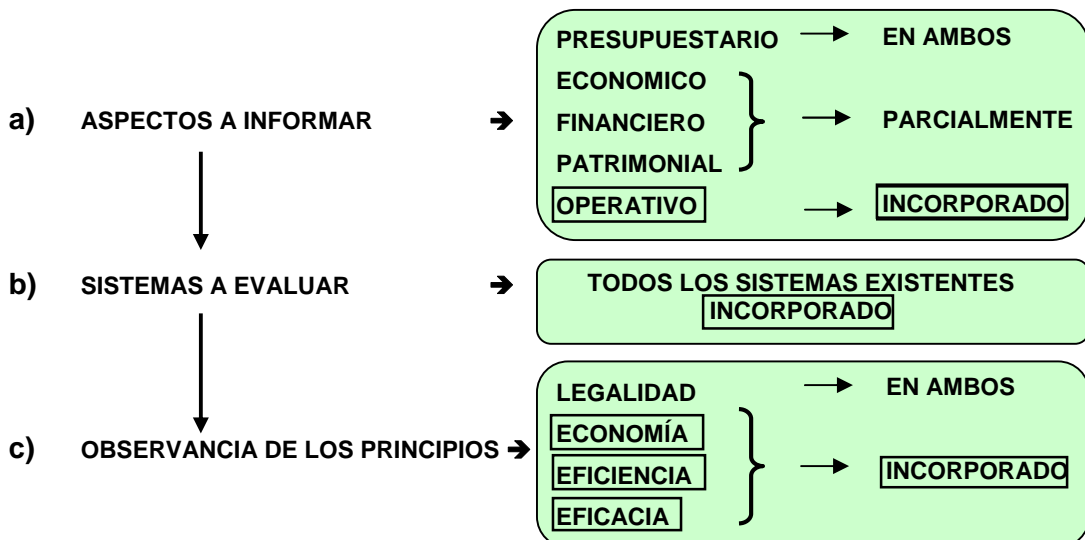 PRESUPUESTARIO EN AMBOS
ECONOMICO
a) ASPECTOS A INFORMAR FINANCIERO PARCIALMENTE
PATRIMONIAL
OPERATIVO INCORPORADO
b) SISTEMAS A EVALUAR TODOS LOS SISTEMAS EXISTENTES
INCORPORADO
LEGALIDAD EN AMBOS
ECONOMÍA
c) OBSERVANCIA DE LOS PRINCIPIOS EFICIENCIA INCORPORADO
EFICACIA